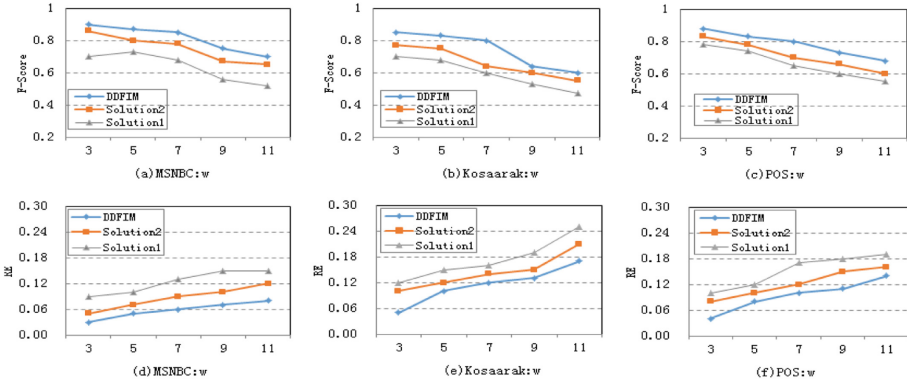 F-Score
1
0.8
0.6
0.4
0.2
DDFIM
Solution2
Solution1
3 5 7 9 11
(a)MSNBC:w
F-Score
1
0.8
0.6
0.4
0.2
DDFIM
Solution2
Solution1
3 5 7 9 11
(b)Kosaarak:w
F-Score
1
0.8
0.6
0.4
0.2
DDFIM
Solution2
Solution1
3 5 7 9 11
(c)POS:w
RE
0.30
0.24
0.18
0.12
0.06
0.00
DDFIM
Solution2
Solution1
3 5 7 9 11
(d)MSNBC:w
RE
0.30
0.24
0.18
0.12
0.06
0.00
DDFIM
Solution2
Solution1
3 5 7 9 11
(e)Kosaarak:w
RE
0.30
0.24
0.18
0.12
0.06
0.00
DDFIM
Solution2
Solution1
3 5 7 9 11
(f)POS:w